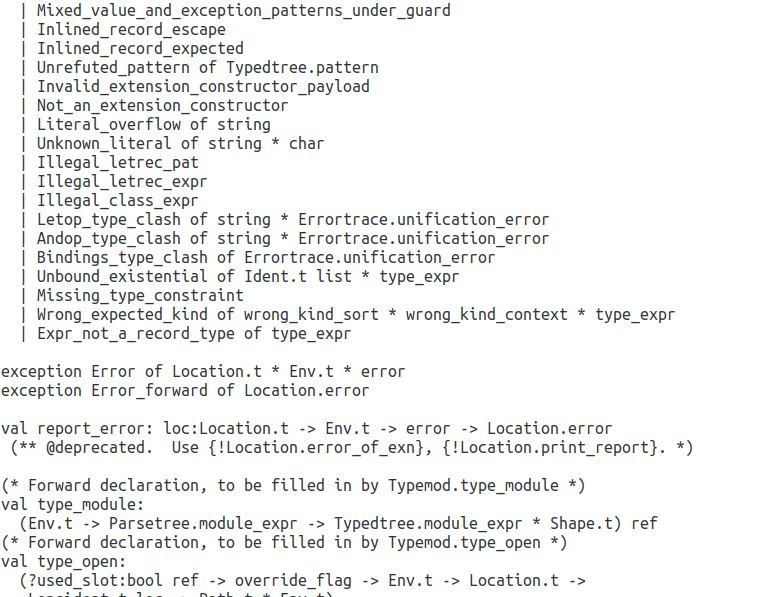 | Mixed_value_and_exception_patterns_under_guard
| Inlined_record_escape
| Inlined_record_expected
| Unrefuted_pattern of Typedtree.pattern
| Invalid_extension_constructor_payload
| Not_an_extension_constructor
| Literal_overflow of string
| Unknown_literal of string * char
| Illegal_letrec_pat
| Illegal_letrec_expr
| Illegal_class_expr
| Letop_type_clash of string * Errortrace.unification_error
| Andop_type_clash of string * Errortrace.unification_error
| Bindings_type_clash of Errortrace.unification_error
| Unbound_existential of Ident.t list * type_expr
| Missing_type_constraint
| Wrong_expected_kind of wrong_kind_sort * wrong_kind_context * type_expr
| Expr_not_a_record_type of type_expr
exception Error of Location.t * Env.t * error
exception Error_forward of Location.error
val report_error: loc:Location.t -> Env.t -> error -> Location.error
(** @deprecated.  Use {!Location.error_of_exn}, {!Location.print_report}. *)
(* Forward declaration, to be filled in by Typemod.type_module *)
val type_module:
(Env.t -> Parsetree.module_expr -> Typedtree.module_expr * Shape.t) ref
(* Forward declaration, to be filled in by Typemod.type_open *)
val type_open:
(?used_slot:bool ref -> override_flag -> Env.t -> Location.t ->